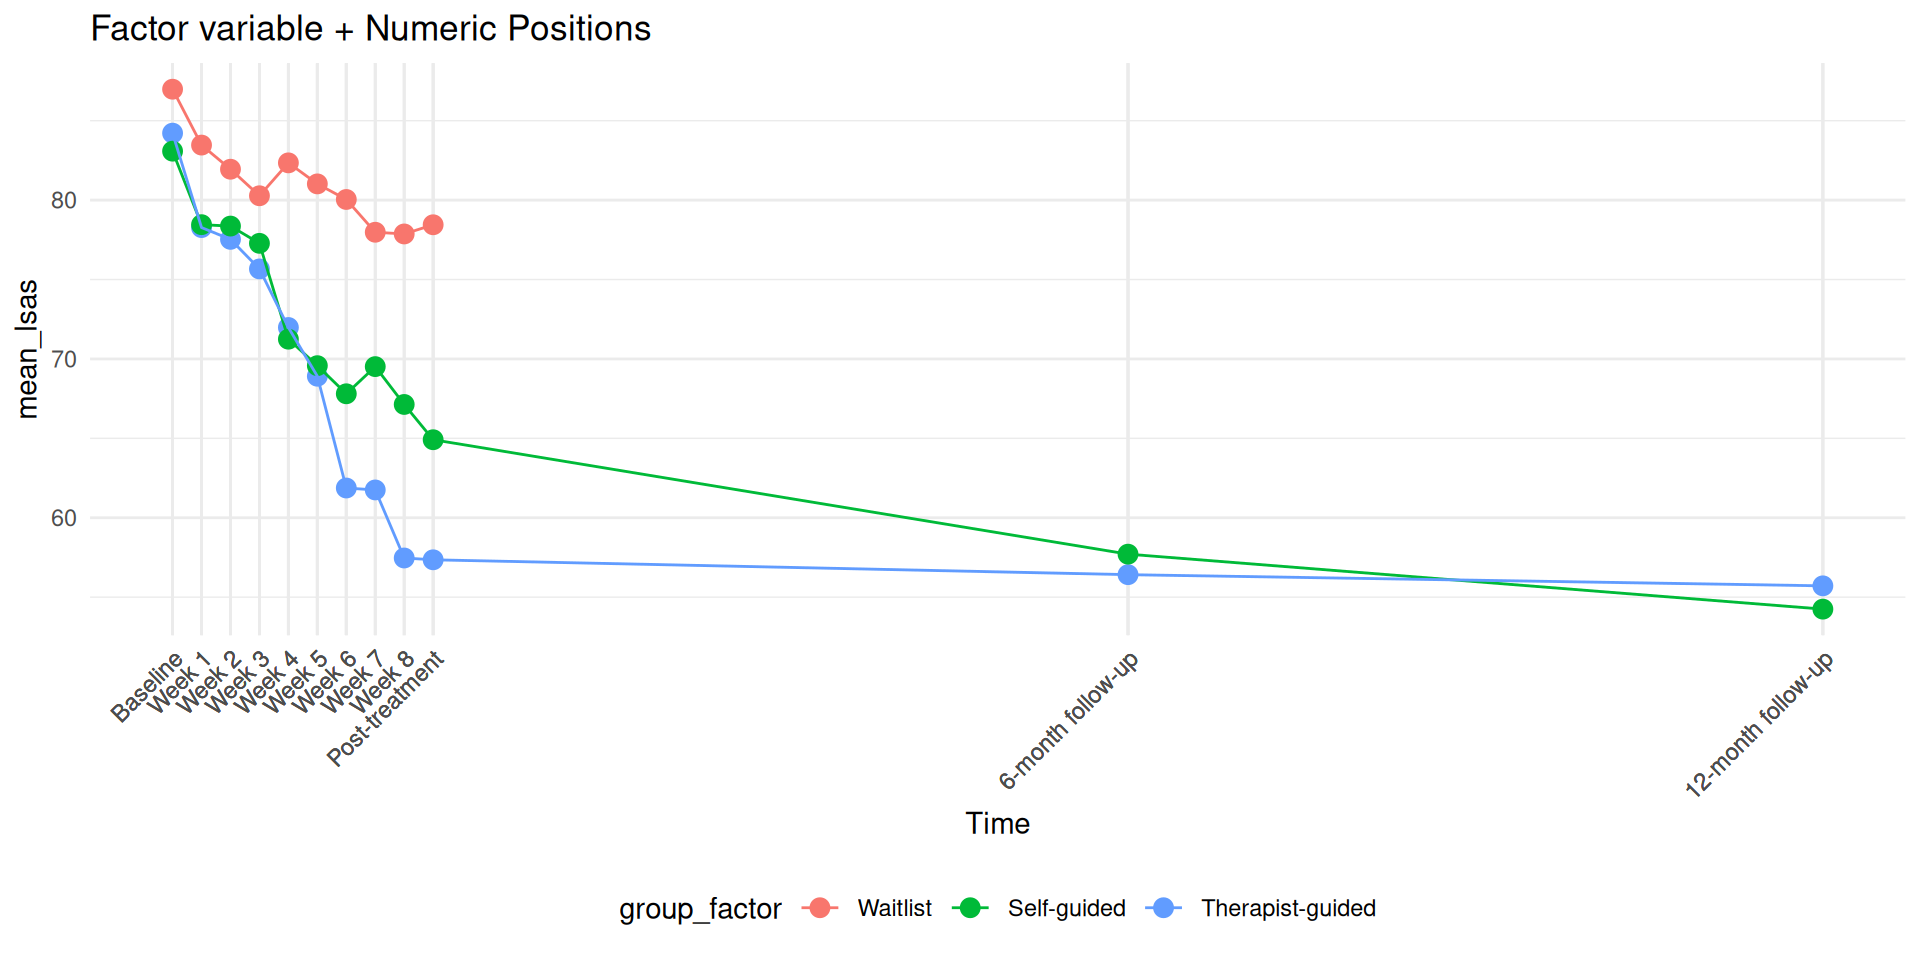 Factor variable + Numeric Positions
mean_lsas
80
70
60
Baseline
Week 1
Week 2
Week 3
Week 4
Week 5
Week 6
Week 7
Week 8
Post-treatment
6-month follow-up
12-month follow-up
Time
group_factor Waitlist Self-guided Therapist-guided